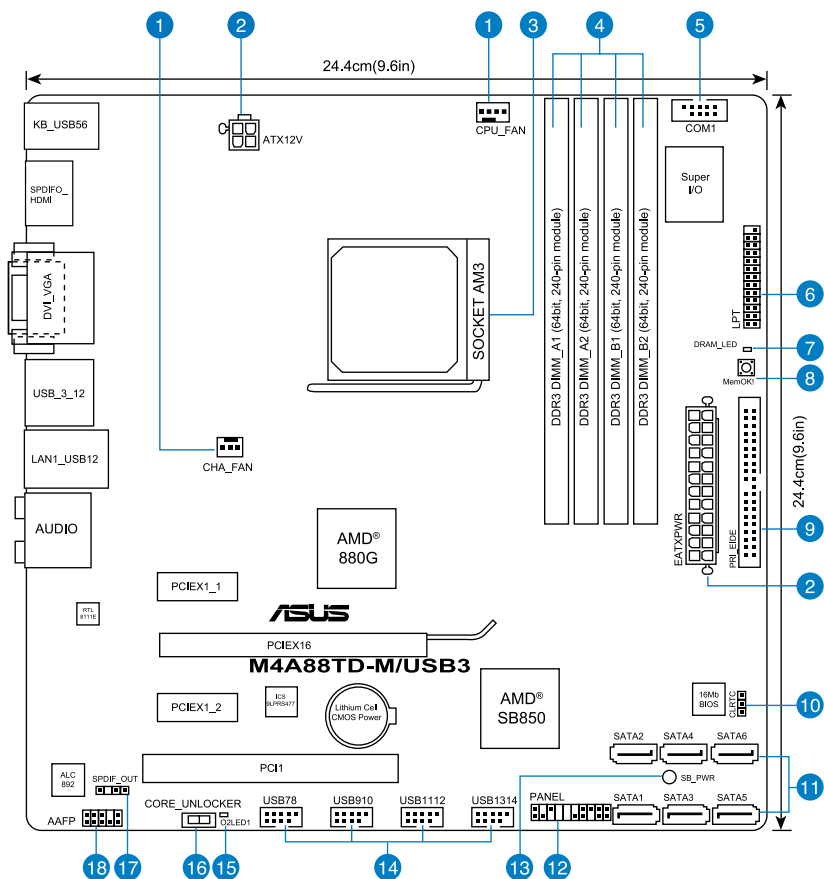 1
2
1
3
4
5
24.4cm(9.6in)
KB_USB56
ATX12V
CPU_FAN
COM1
SPDIFO_
HDMI
Super
I/O
DVI_VGA
SOCKET AM3
DDR3 DIMM_A1 (64bit, 240-pin module)
DDR3 DIMM_A2 (64bit, 240-pin module)
DDR3 DIMM_B1 (64bit, 240-pin module)
DDR3 DIMM_B2 (64bit, 240-pin module)
LPT
6
DRAM_LED
7
MemOK!
8
USB_3_12
24.4cm(9.6in)
LAN1_USB12
1
CHA_FAN
AUDIO
AMD®
880G
EATXPWR
PRI_EIDE
9
2
PCIEX1_1
RTL
8111E
ASUS
PCIEX16
M4A88TD-M/USB3
PCIEX1_2
ICS
9LPRS477
Lithium Cell
CMOS Power
AMD®
SB850
16Mb
BIOS
CLRTC
10
SATA2
SATA4
SATA6
PCI1
ALC
892
SPDIF_OUT
SB_PWR
11
AAFP
CORE_UNLOCKER
O2LED1
USB78
USB910
USB1112
USB1314
PANEL
SATA1
SATA3
SATA5
18
17
16
15
14
13
12